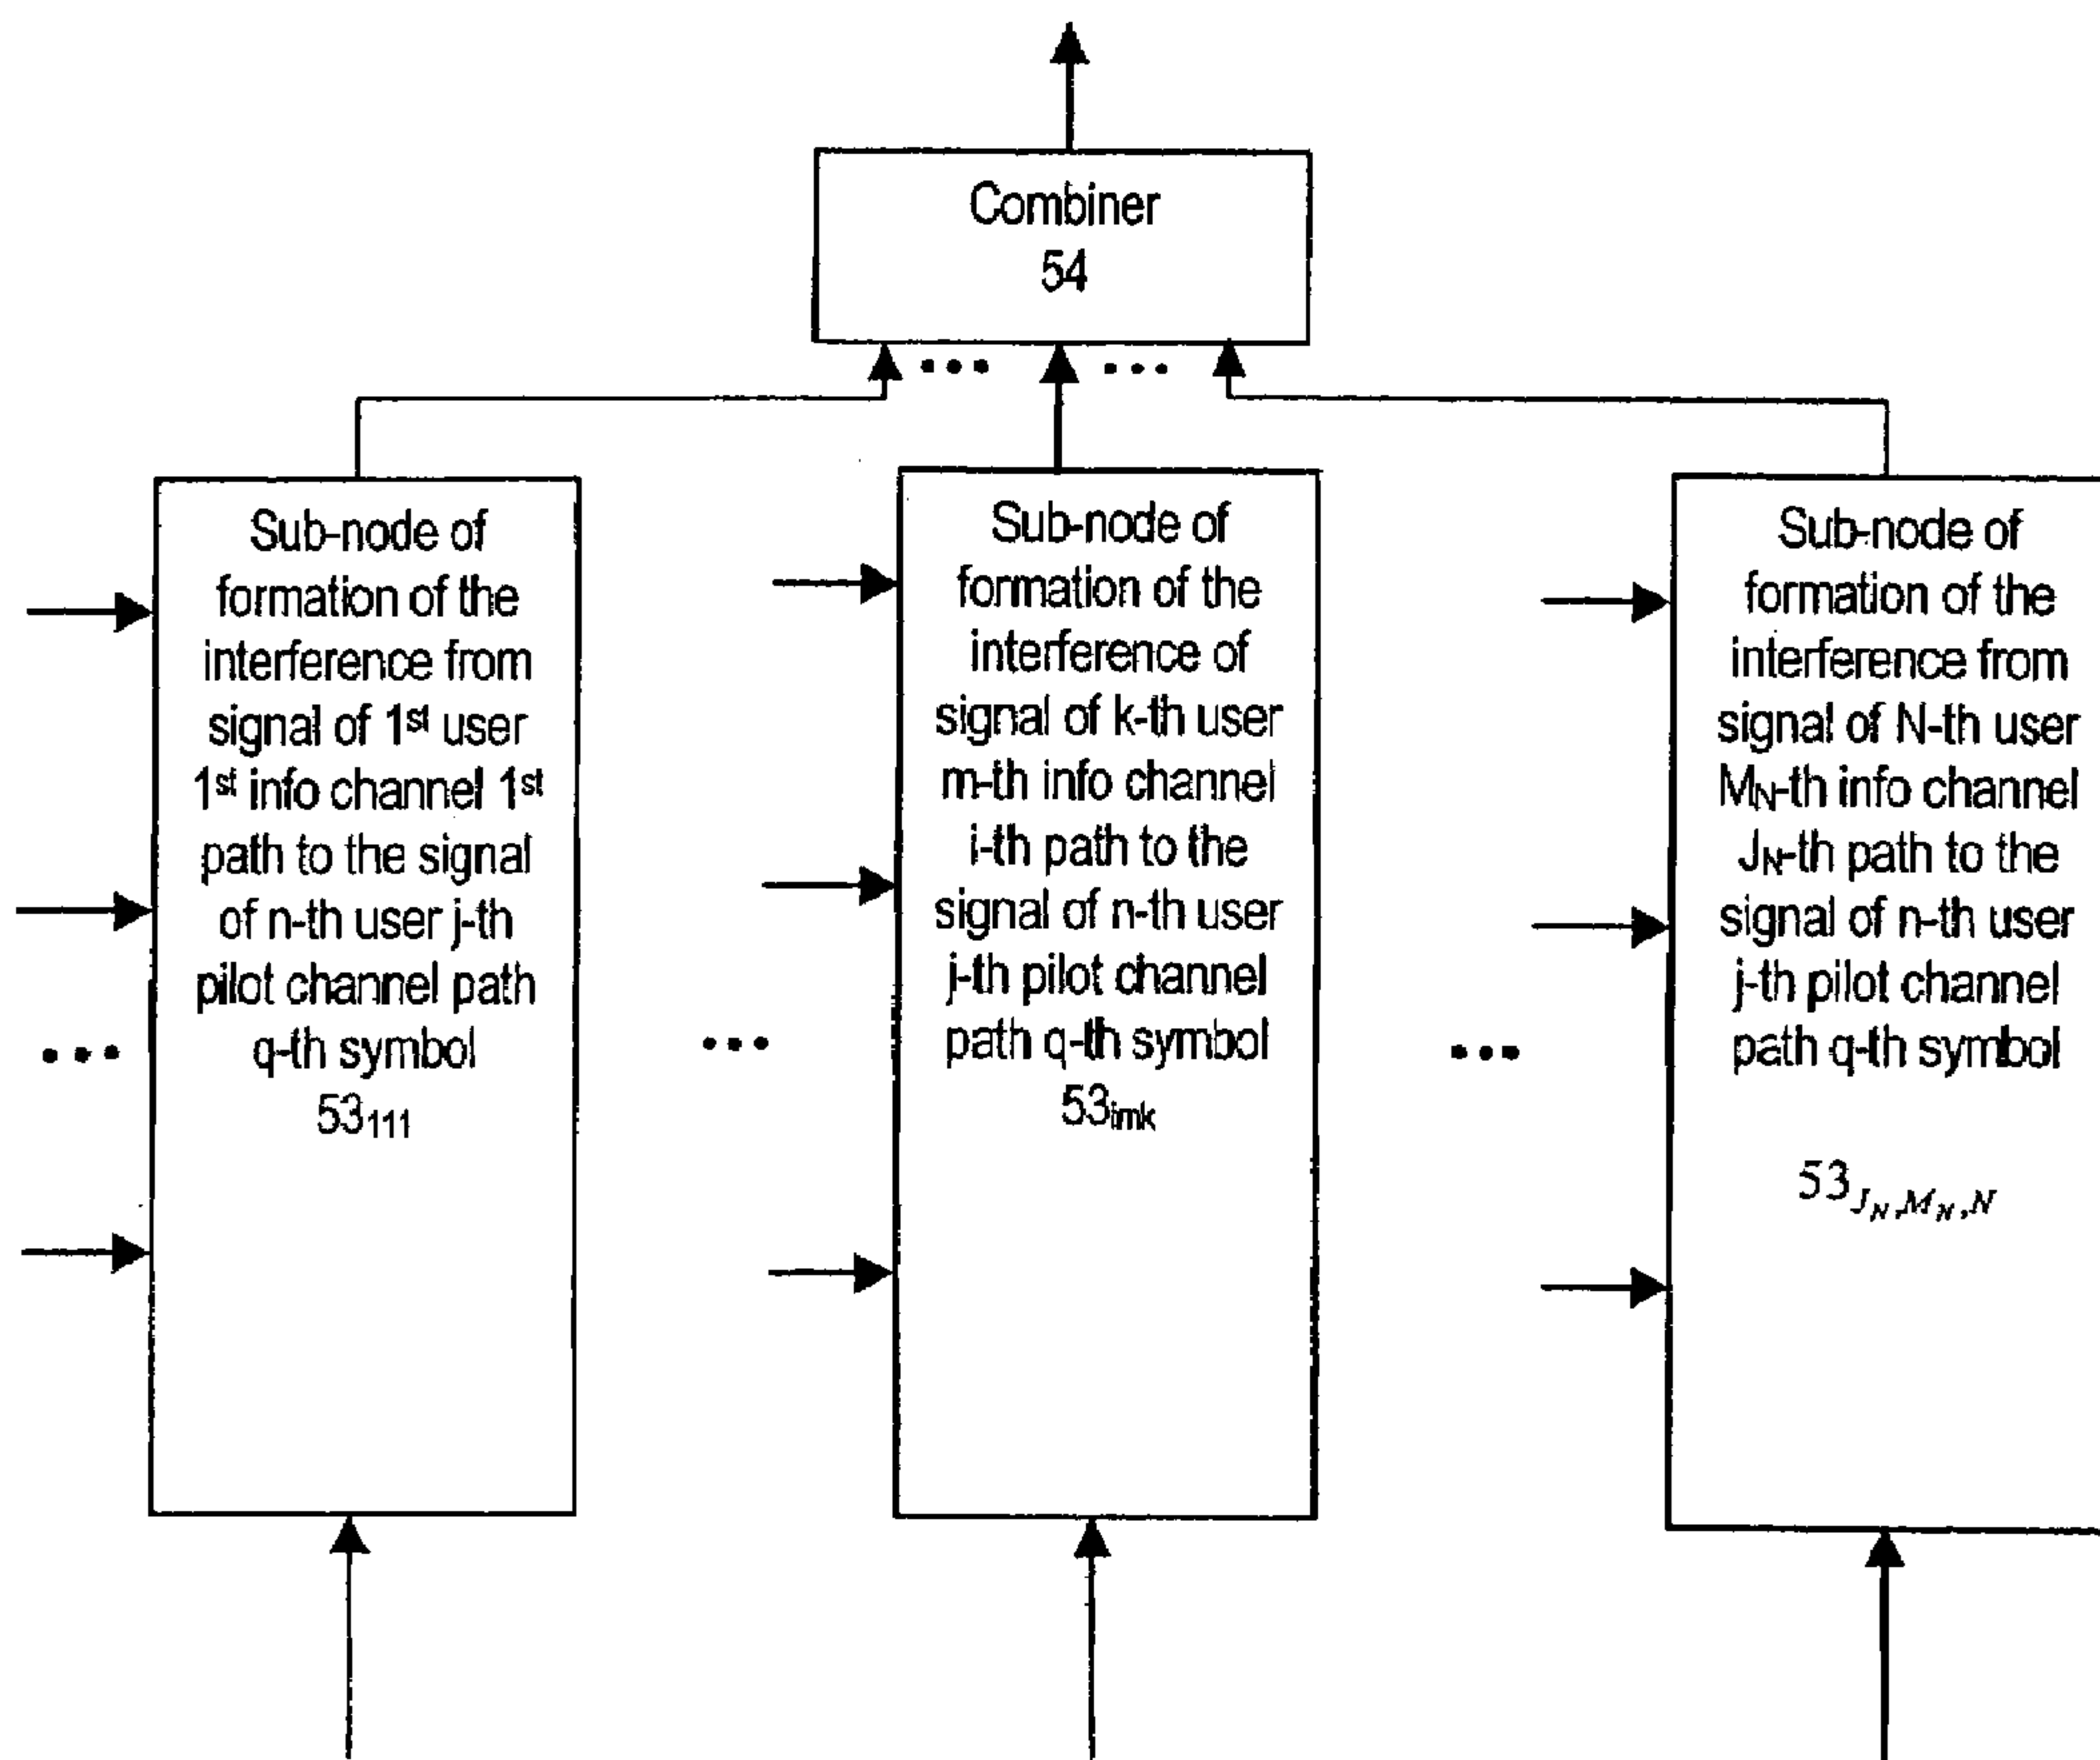 Combiner
54
Sub-node of
formation of the
interference from
signal of 1st user
1st info channel 1st
path to the signal
of n-th user j-th
pilot channel path
q-th symbol
53111
Sub-node of
formation of the
interference of
signal of k-th user
m-th info channel
i-th path to the
signal of n-th user
j-th pilot channel
path q-th symbol
53imk
Sub-node of
formation of the
interference from
signal of N-th user
MN-th info channel
JN-th path to the
signal of n-th user
j-th pilot channel
path q-th symbol
53JN,MN,N